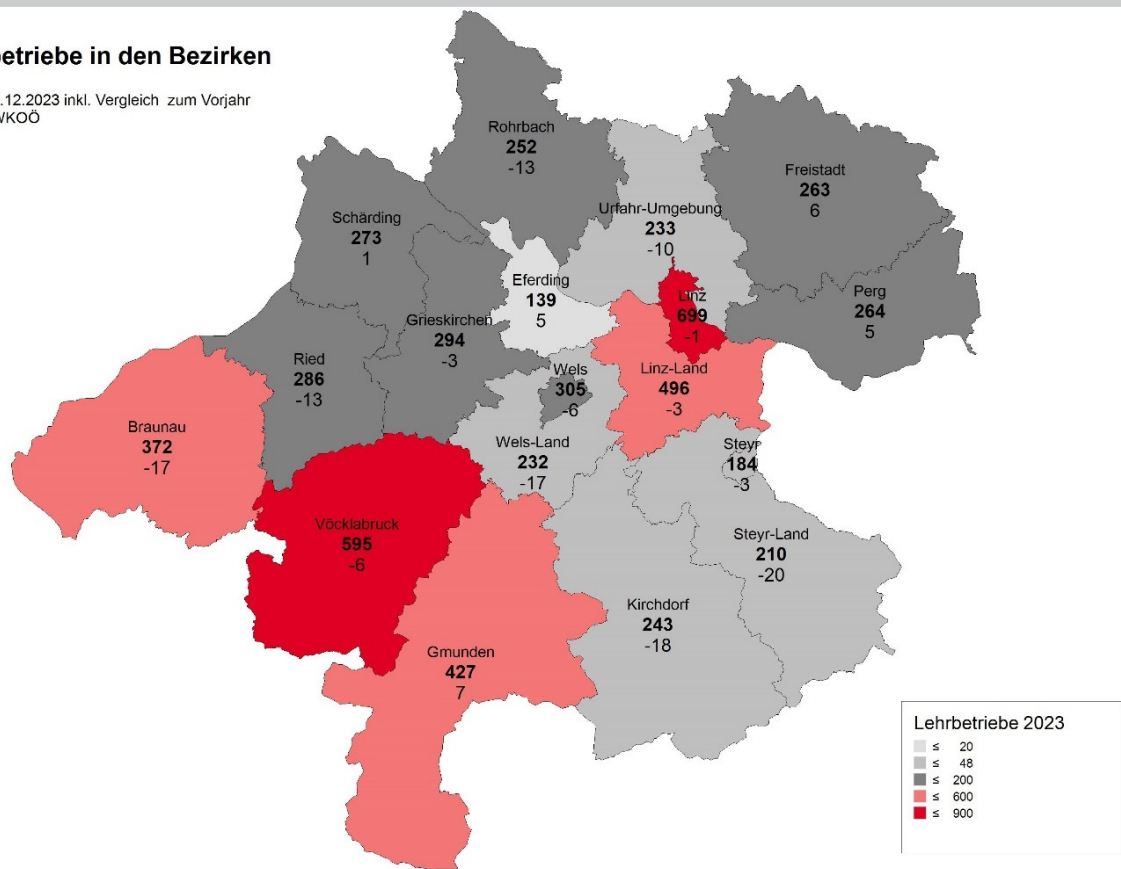 etriebe in den Bezirken
.12.2023 inkl. Vergleich zum Vorjahr
WKOÖ
Rohrbach
252
-13
Freistadt
263
6
Urfahr-Umgebung
233
-10
Schärding
273
1
Eferding
139
5
Linz
699
-1
Perg
264
5
Grieskirchen
294
-3
Ried
286
-13
Wels
305
-6
Linz-Land
496
-3
Braunau
372
-17
Wels-Land
232
-17
Steyr
184
-3
Vöcklabruck
595
-6
Steyr-Land
210
-20
Kirchdorf
243
-18
Gmunden
427
7
Lehrbetriebe 2023
≤ 20
≤ 48
≤ 200
≤ 600
≤ 900